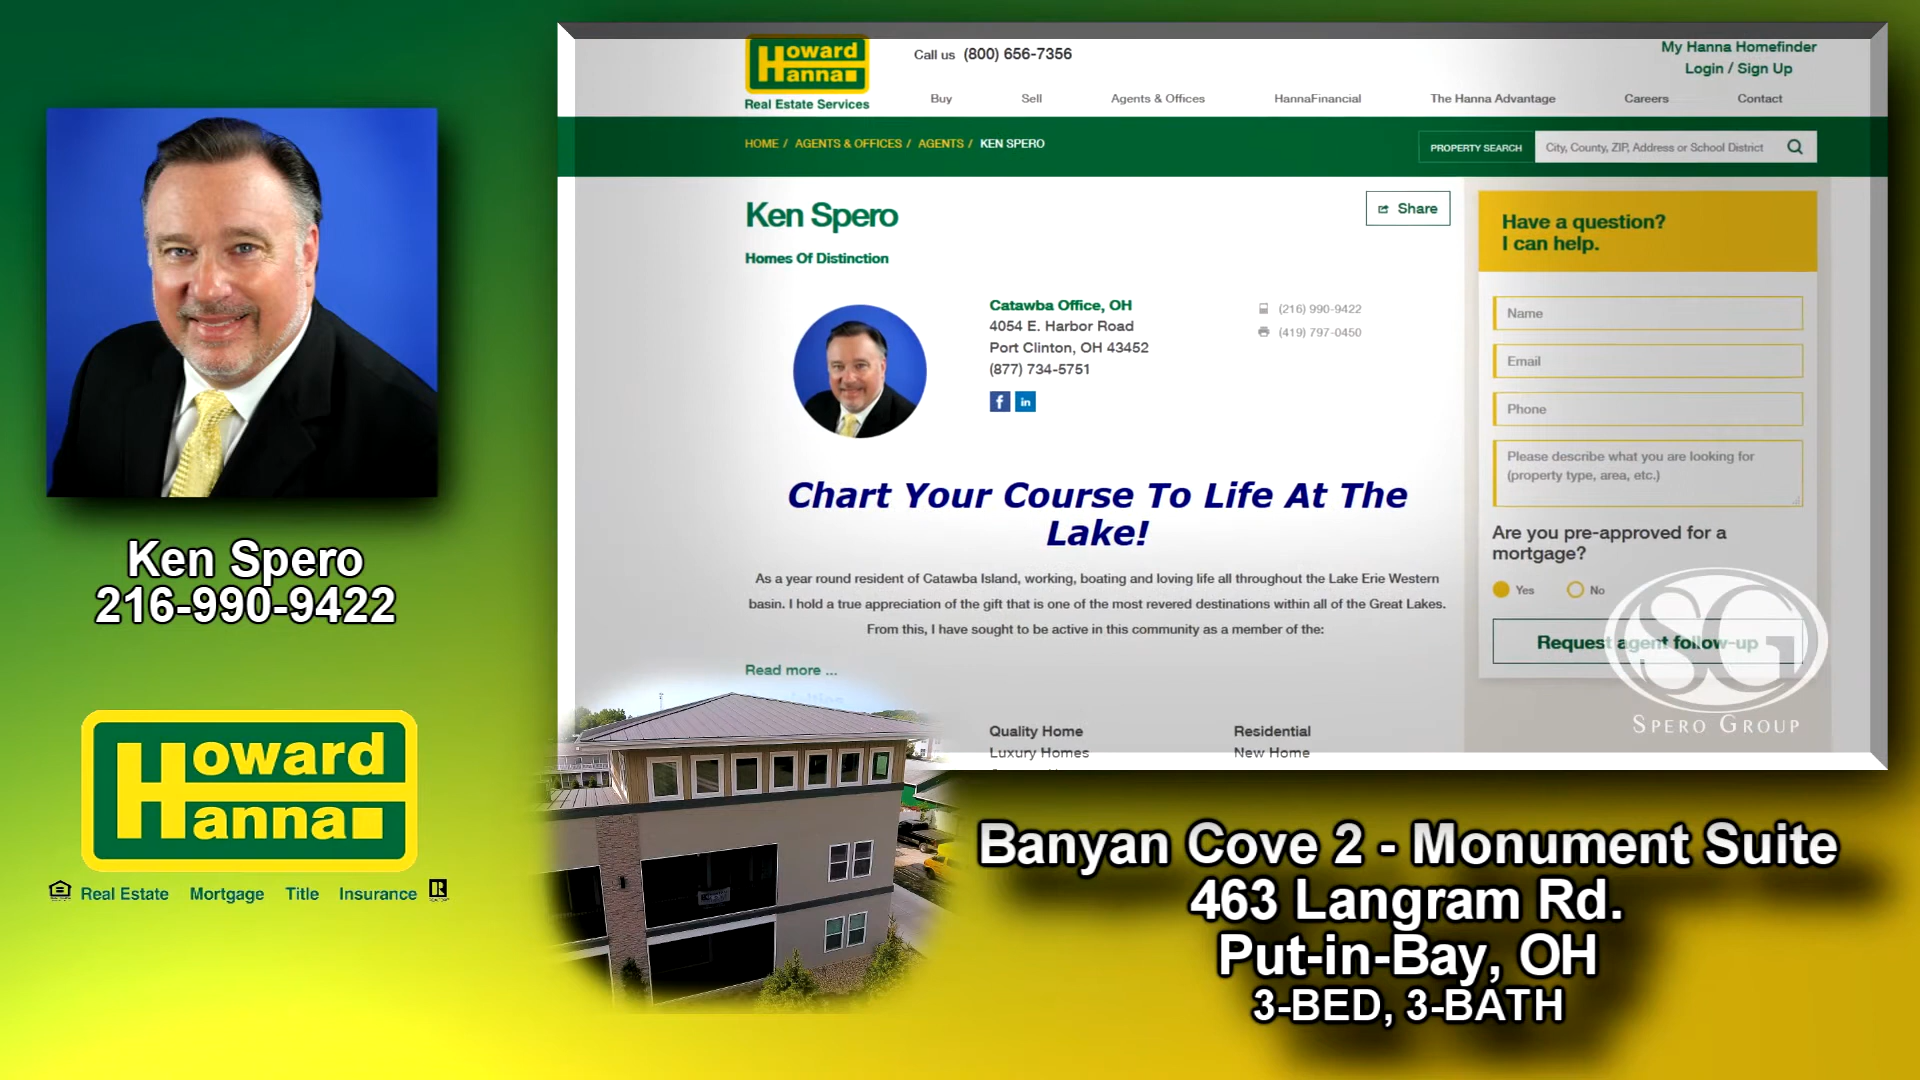 Ken Spero
216-990-9422
Howard
Hanna
Real Estate Mortgage Title Insurance
Howard
Hanna
Real Estate Services
Call us (800) 656-7356
My Hanna Homefinder
Login / Sign Up
Buy Sell Agents & Offices HannaFinancial The Hanna Advantage Careers Contact
HOME / AGENTS & OFFICES / AGENTS / KEN SPERO
PROPERTY SEARCH City, County, ZIP, Address or School District
Ken Spero
Share
Homes Of Distinction
Catawba Office, OH
4054 E. Harbor Road
Port Clinton, OH 43452
(877) 734-5751
f in
(216) 990-9422
(419) 797-0450
Chart Your Course To Life At The
Lake!
As a year round resident of Catawba Island, working, boating and loving life all throughout the Lake Erie Western
basin. I hold a true appreciation of the gift that is one of the most revered destinations within all of the Great Lakes.
From this, I have sought to be active in this community as a member of the:
Read more ...
Quality Home
Luxury Homes
Residential
New Home
Have a question?
I can help.
Name
Email
Phone
Please describe what you are looking for
(property type, area, etc.)
Are you pre-approved for a
mortgage?
Yes No
Request agent follow-up
SG
SPERO GROUP
Banyan Cove 2 - Monument Suite
463 Langram Rd.
Put-in-Bay, OH
3-BED, 3-BATH